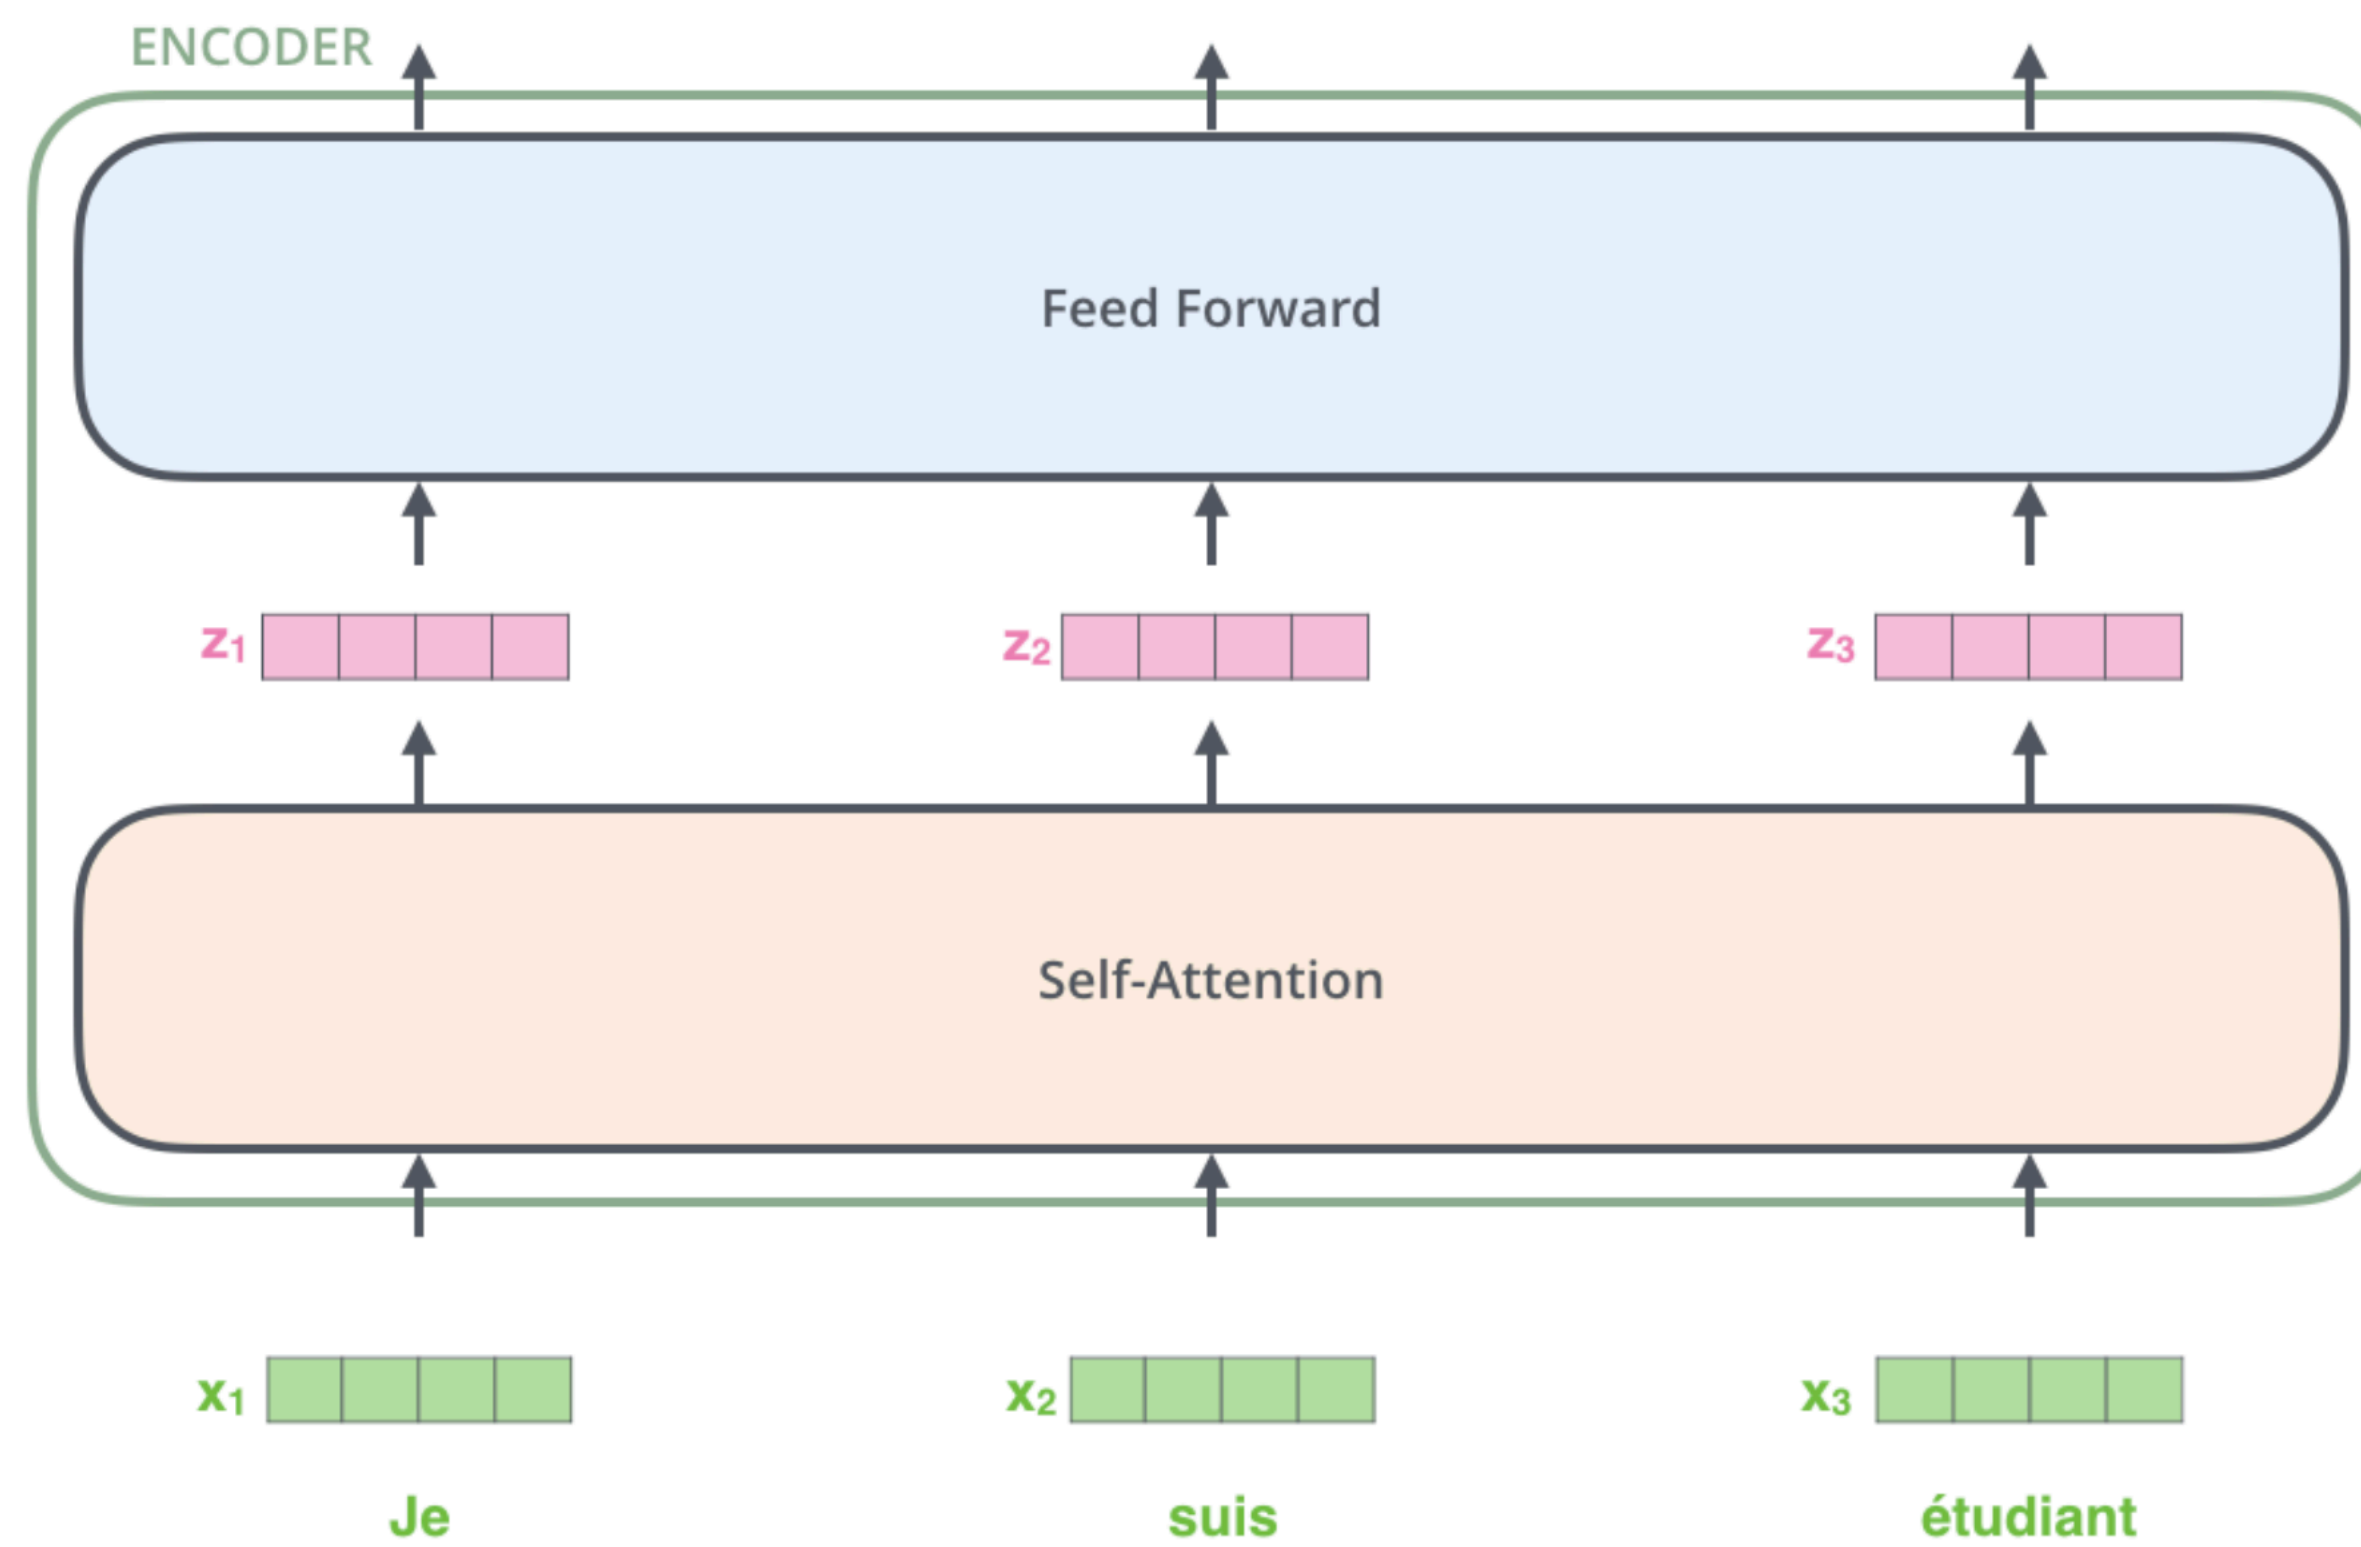 ENCODER
Feed Forward
z1 z2 z3
Self-Attention
x1 x2 x3
Je suis étudiant